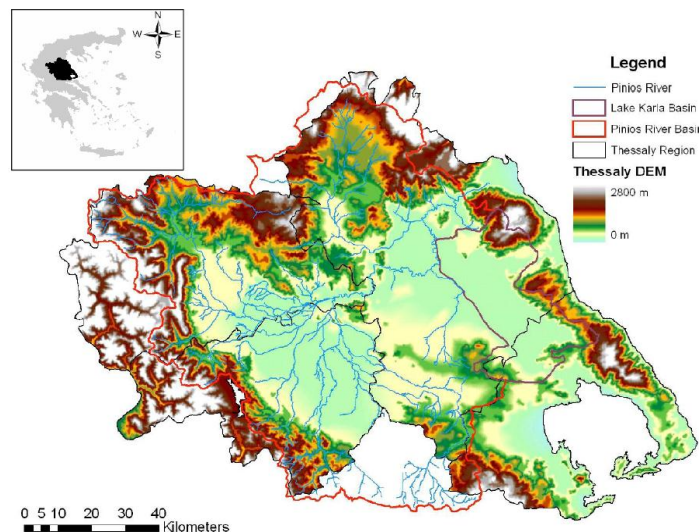 N
W E
S
Legend
Pinios River
Lake Karla Basin
Pinios River Basin
Thessaly Region
Thessaly DEM
2800 m
0 m
0 5 10 20 30 40
Kilometers